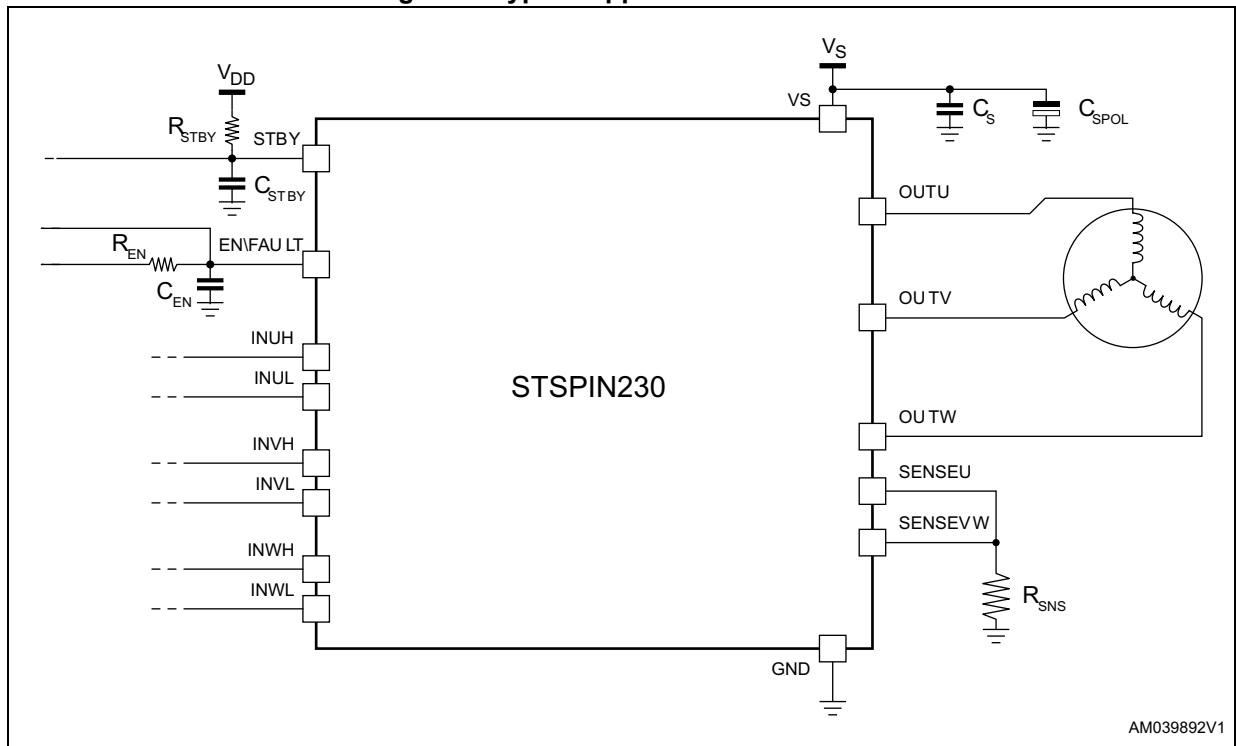 V_DD
R_STBY
STBY
C_STBY
R_EN
EN\FAULT
C_EN
INUH
INUL
INVH
INVL
INWH
INWL
STSPIN230
V_S
VS
C_S
C_SPOL
OUTU
OUTV
OUTW
SENSEU
SENSEVW
R_SNS
GND
AM039892V1